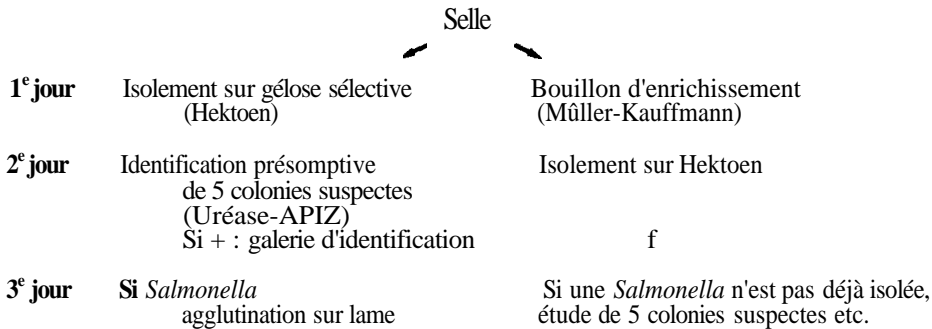 Selle
1e jour Isolement sur gélose sélective Bouillon d'enrichissement
(Hektoen) (Mûller-Kauffmann)
2e jour Identification présomptive Isolement sur Hektoen
de 5 colonies suspectes
(Uréase-APIZ)
Si + : galerie d'identification f
3e jour Si Salmonella Si une Salmonella n'est pas déjà isolée,
agglutination sur lame étude de 5 colonies suspectes etc.